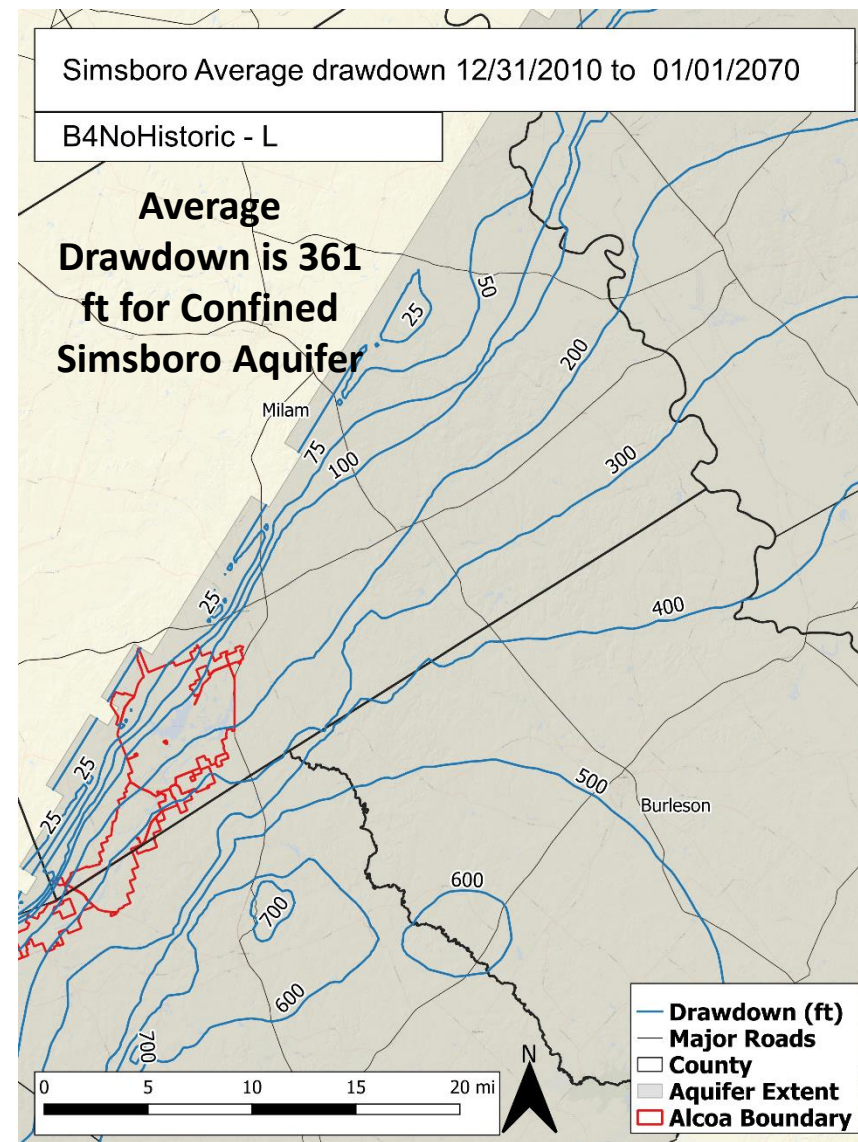 Simsboro Average drawdown 12/31/2010 to 01/01/2070
B4NoHistoric - L
Average
Drawdown is 361
ft for Confined
Simsboro Aquifer
25
50
200
Milam
75
100
300
25
400
25
25
500
Burleson
600
700
600
700
Drawdown (ft)
Major Roads
County
Aquifer Extent
Alcoa Boundary
N
0 5 10 15 20 mi